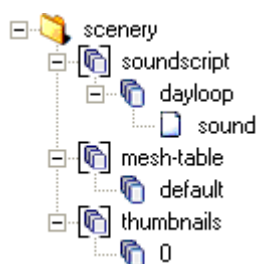 scenery
soundscript
dayloop
sound
mesh-table
default
thumbnails
0